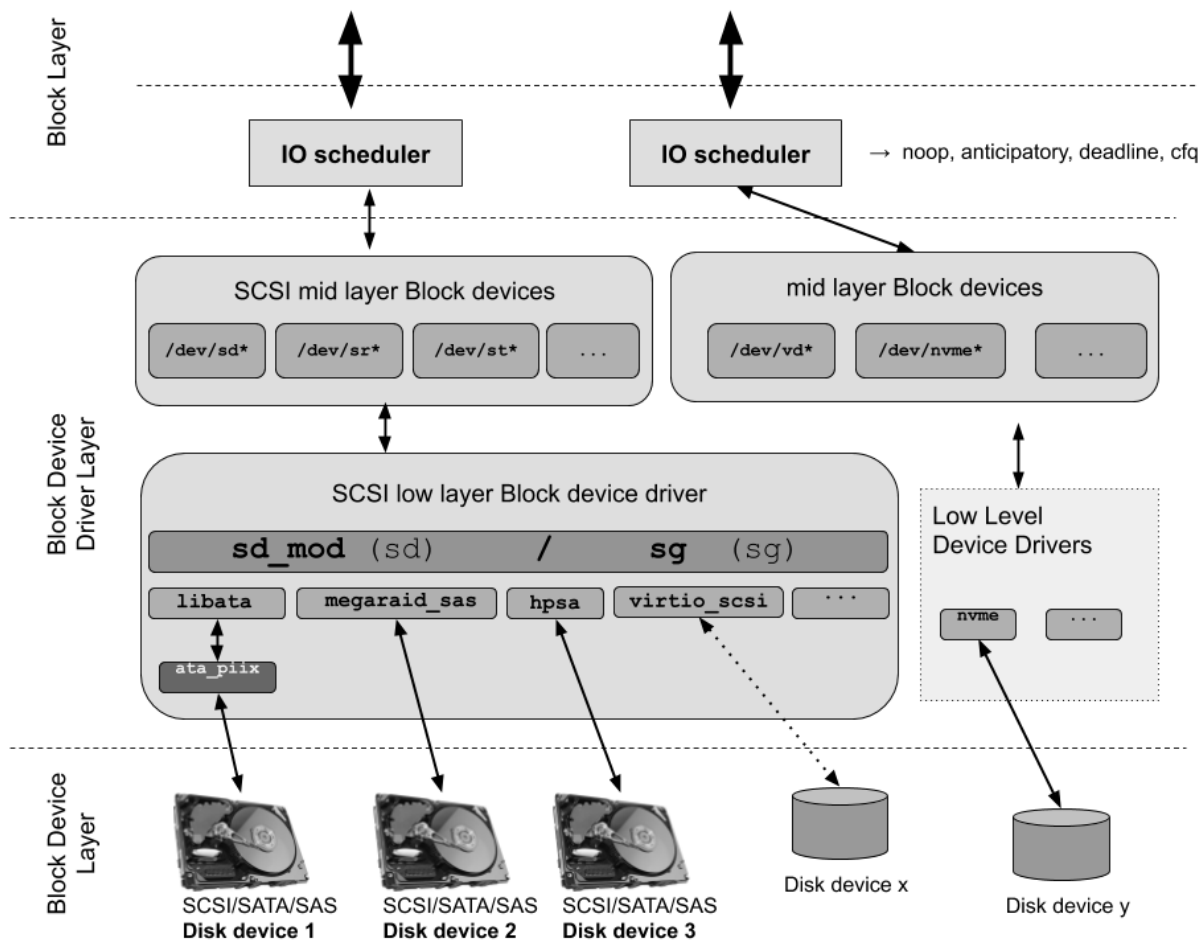 Block Layer
IO scheduler
IO scheduler
→ noop, anticipatory, deadline, cfq
Block Device
Driver Layer
SCSI mid layer Block devices
/dev/sd*
/dev/sr*
/dev/st*
...
mid layer Block devices
/dev/vd*
/dev/nvme*
...
SCSI low layer Block device driver
sd_mod (sd) / sg (sg)
libata
megaraid_sas
hpsa
virtio_scsi
...
ata_piix
Low Level
Device Drivers
nvme
...
Block Device
Layer
SCSI/SATA/SAS
Disk device 1
SCSI/SATA/SAS
Disk device 2
SCSI/SATA/SAS
Disk device 3
Disk device x
Disk device y